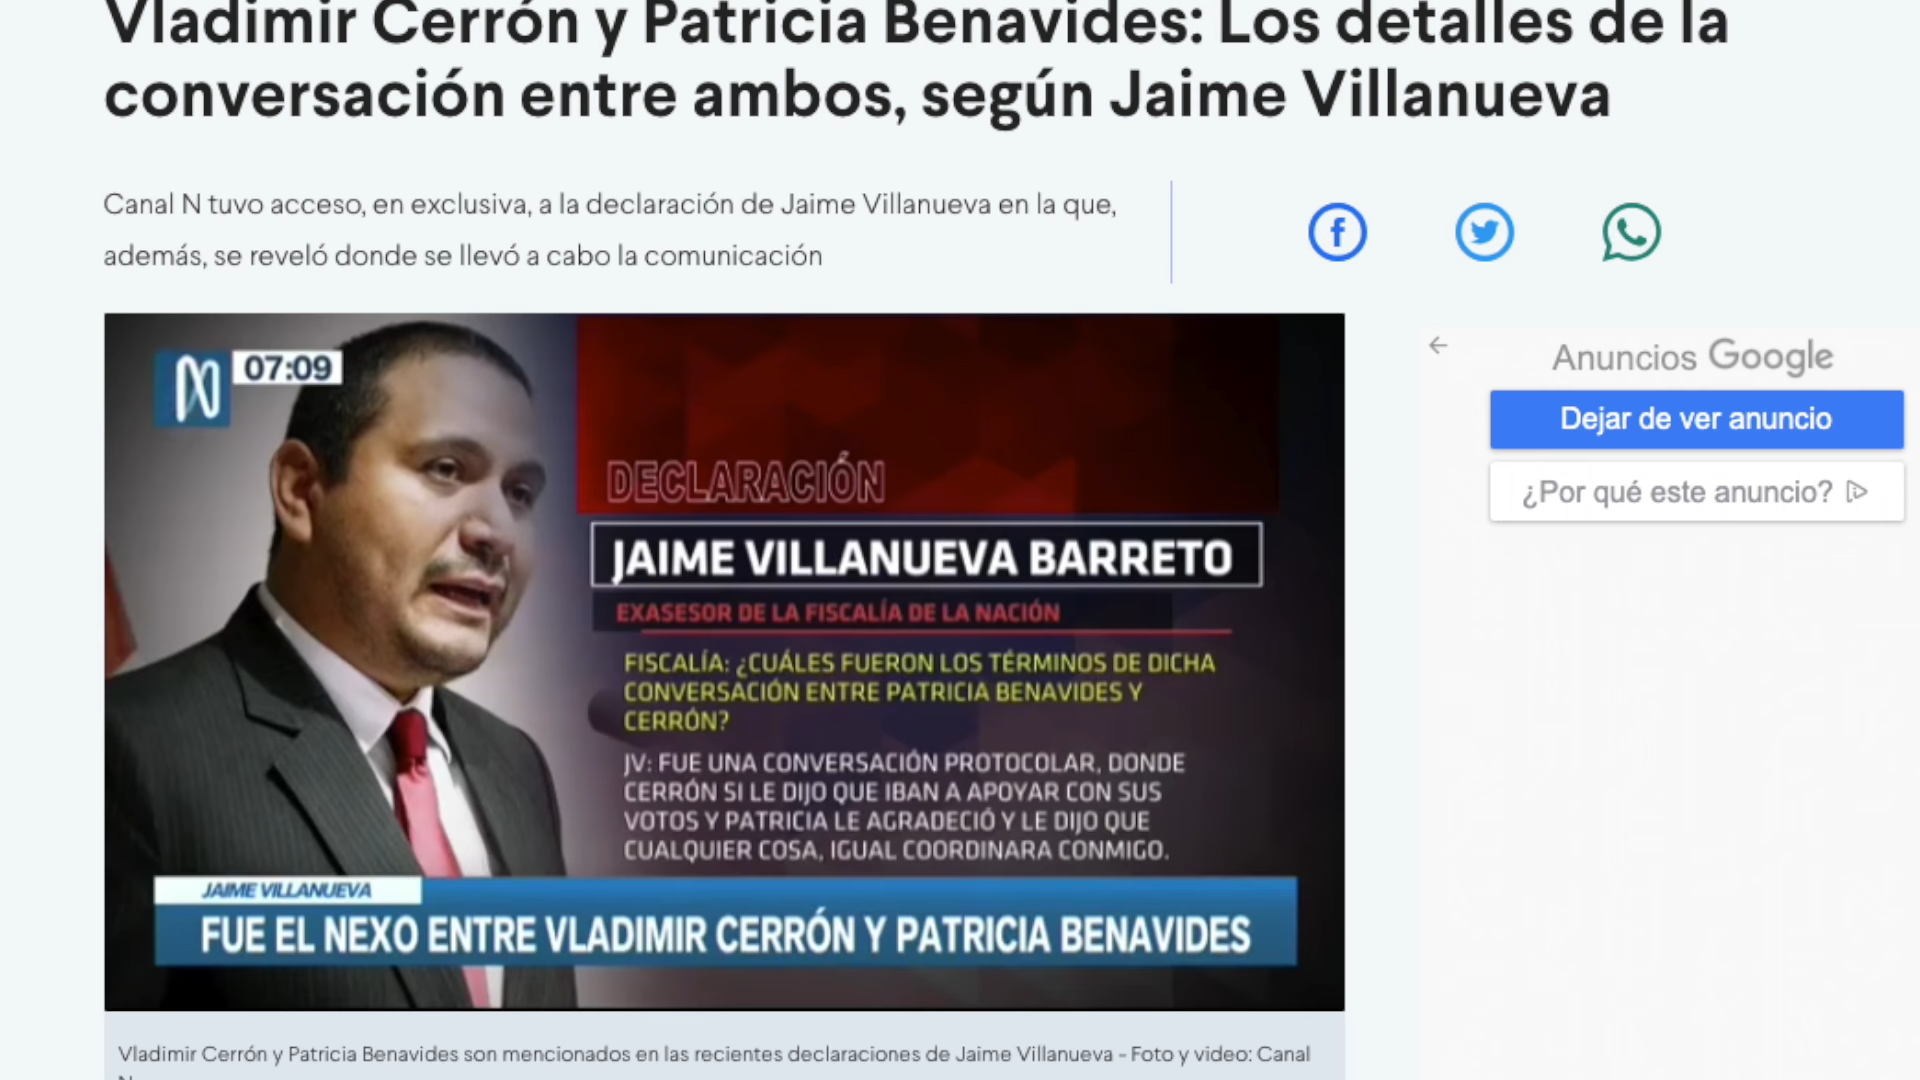 Vladimir Cerrón y Patricia Benavides: Los detalles de la
conversación entre ambos, según Jaime Villanueva
Canal N tuvo acceso, en exclusiva, a la declaración de Jaime Villanueva en la que,
además, se reveló donde se llevó a cabo la comunicación
N 07:09
DECLARACIÓN
JAIME VILLANUEVA BARRETO
EXASESOR DE LA FISCALÍA DE LA NACIÓN
FISCALÍA: ¿CUÁLES FUERON LOS TÉRMINOS DE DICHA
CONVERSACIÓN ENTRE PATRICIA BENAVIDES Y
CERRÓN?
JV: FUE UNA CONVERSACIÓN PROTOCOLAR, DONDE
CERRÓN SI LE DIJO QUE IBAN A APOYAR CON SUS
VOTOS Y PATRICIA LE AGRADECIÓ Y LE DIJO QUE
CUALQUIER COSA, IGUAL COORDINARA CONMIGO.
JAIME VILLANUEVA
FUE EL NEXO ENTRE VLADIMIR CERRÓN Y PATRICIA BENAVIDES
Vladimir Cerrón y Patricia Benavides son mencionados en las recientes declaraciones de Jaime Villanueva - Foto y video: Canal
Anuncios Google
Dejar de ver anuncio
¿Por qué este anuncio?